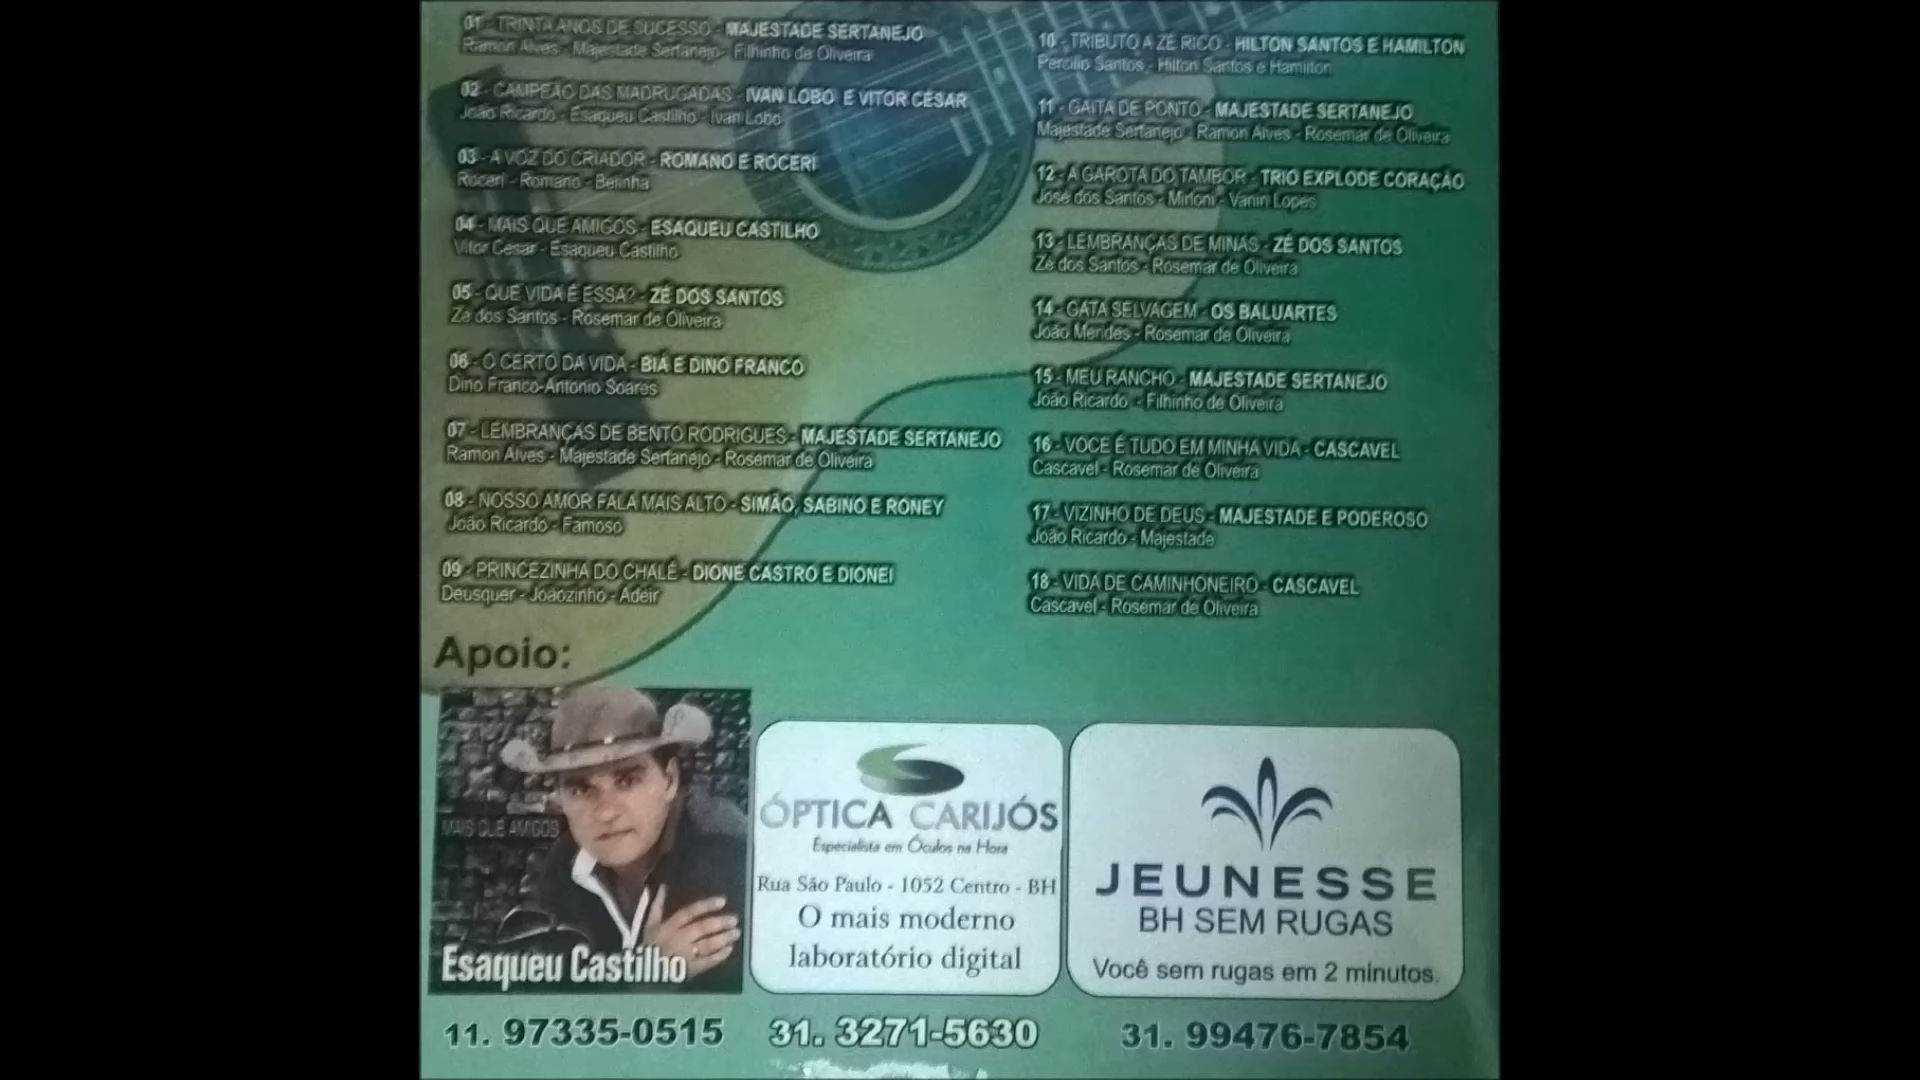 01 - TRINTA ANOS DE SUCESSO - MAJESTADE SERTANEJO
Ramon Alves - Majestade Sertanejo - Filhinho de Oliveira
02 - CAMPEÃO DAS MADRUGADAS - IVAN LOBO E VITOR CÉSAR
João Ricardo - Esaqueu Castilho - Ivan Lobo
03 - A VOZ DO CRIADOR - ROMANO E ROCERI
Roceri - Romano - Belinha
04 - MAIS QUE AMIGOS - ESAQUEU CASTILHO
Vitor Cesar - Esaqueu Castilho
05 - QUE VIDA É ESSA? - ZÉ DOS SANTOS
Zé dos Santos - Rosemar de Oliveira
06 - O CERTO DA VIDA - BIÁ E DINO FRANCO
Dino Franco-Antonio Soares
07 - LEMBRANÇAS DE BENTO RODRIGUES - MAJESTADE SERTANEJO
Ramon Alves - Majestade Sertanejo - Rosemar de Oliveira
08 - NOSSO AMOR FALA MAIS ALTO - SIMÃO, SABINO E RONEY
João Ricardo - Famoso
09 - PRINCEZINHA DO CHALÉ - DIONE CASTRO E DIONEI
Deusquer - Joãozinho - Adeir
10 - TRIBUTO A ZÉ RICO - HILTON SANTOS E HAMILTON
Percilio Santos - Hilton Santos e Hamilton
11 - GAITA DE PONTO - MAJESTADE SERTANEJO
Majestade Sertanejo - Ramon Alves - Rosemar de Oliveira
12 - A GAROTA DO TAMBOR - TRIO EXPLODE CORAÇÃO
José dos Santos - Mirloni - Vanin Lopes
13 - LEMBRANÇAS DE MINAS - ZÉ DOS SANTOS
Zé dos Santos - Rosemar de Oliveira
14 - GATA SELVAGEM - OS BALUARTES
João Mendes - Rosemar de Oliveira
15 - MEU RANCHO - MAJESTADE SERTANEJO
João Ricardo - Filhinho de Oliveira
16 - VOCE É TUDO EM MINHA VIDA - CASCAVEL
Cascavel - Rosemar de Oliveira
17 - VIZINHO DE DEUS - MAJESTADE E PODEROSO
João Ricardo - Majestade
18 - VIDA DE CAMINHONEIRO - CASCAVEL
Cascavel - Rosemar de Oliveira
Apoio:
MAIS QUE AMIGOS
Esaqueu Castilho
11. 97335-0515
ÓPTICA CARIJÓS
Especialista em Óculos na Hora
Rua São Paulo - 1052 Centro - BH
O mais moderno
laboratório digital
31. 3271-5630
JEUNESSE
BH SEM RUGAS
Você sem rugas em 2 minutos.
31. 99476-7854